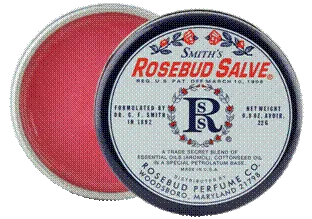 SMITH'S
ROSEBUD SALVE®
REG. U.S. PAT. OFF MARCH 10, 1908
FORMULATED BY
DR. G. F. SMITH
IN 1892
R
S S
NET WEIGHT
0.8 OZ. AVOIR.
22G
A TRADE SECRET BLEND OF
ESSENTIAL OILS (AROMOL), COTTONSEED OIL
IN A SPECIAL PETROLATUM BASE.
MADE IN U.S.A.
DISTRIBUTED BY
ROSEBUD PERFUME CO.
WOODSBORO, MARYLAND 21798